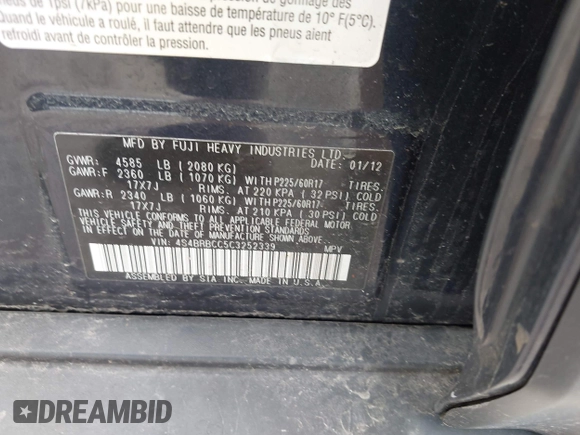 neus de 1psi (7kPa) pour une baisse de température de 10° F(5°C).
Quand le véhicule a roulé, il faut attendre que les pneus aient
refroidi avant de contrôler la pression.
MFD BY FUJI HEAVY INDUSTRIES LTD.
GVWR: 4585 LB ( 2080 KG) DATE: 01/12
GAWR:F 2360 LB ( 1070 KG) WITH P225/60R17 TIRES.
17X7J RIMS. AT 220 KPA ( 32 PSI)
GAWR:R 2340 LB ( 1060 KG) WITH P225/60R17 TIRES.
17X7J RIMS. AT 210 KPA ( 30 PSI)
THIS VEHICLE CONFORMS TO ALL APPLICABLE FEDERAL MOTOR
VEHICLE SAFETY, BUMPER, AND THEFT PREVENTION STANDARDS
IN EFFECT ON THE DATE OF MANUFACTURE SHOWN ABOVE.
VIN: 4S4BRBCC5C3252339 MPV
ASSEMBLED BY SIA INC. MADE IN U.S.A.
DREAMBID